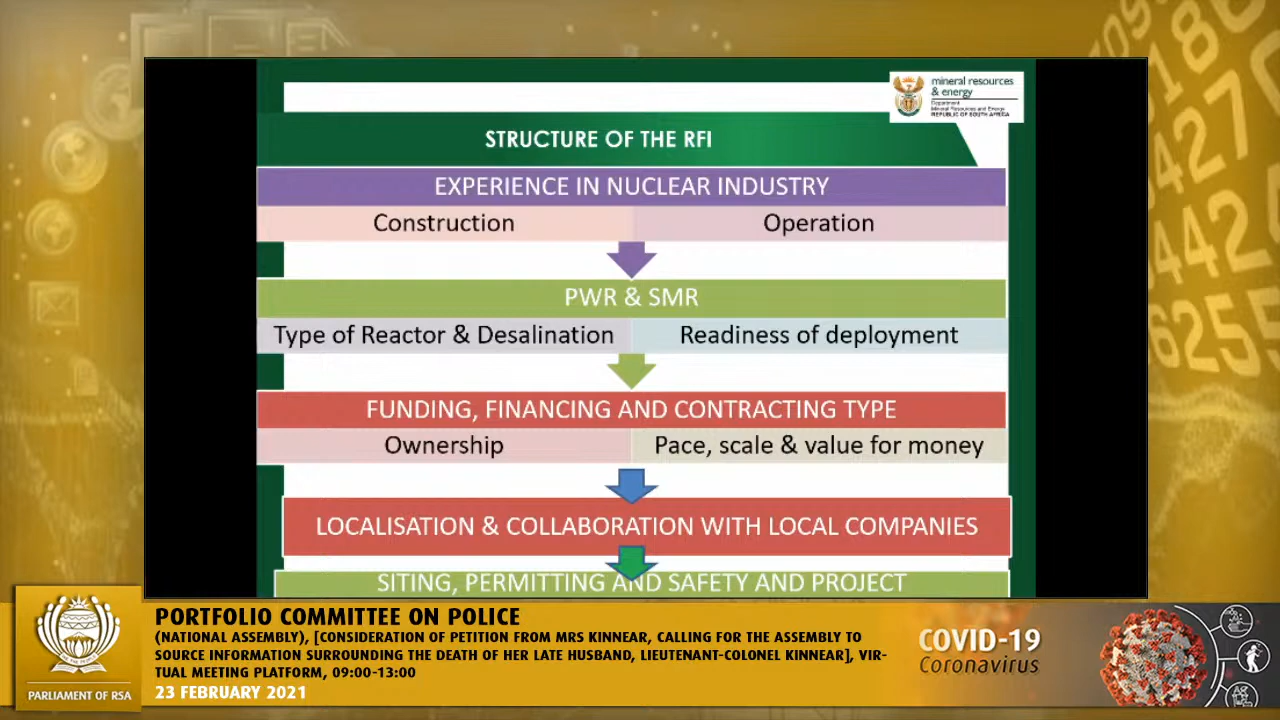 mineral resources
& energy
Department:
Mineral Resources and Energy
REPUBLIC OF SOUTH AFRICA
STRUCTURE OF THE RFI
EXPERIENCE IN NUCLEAR INDUSTRY
Construction Operation
PWR & SMR
Type of Reactor & Desalination Readiness of deployment
FUNDING, FINANCING AND CONTRACTING TYPE
Ownership Pace, scale & value for money
LOCALISATION & COLLABORATION WITH LOCAL COMPANIES
SITING, PERMITTING AND SAFETY AND PROJECT
PORTFOLIO COMMITTEE ON POLICE
(NATIONAL ASSEMBLY), [CONSIDERATION OF PETITION FROM MRS KINNEAR, CALLING FOR THE ASSEMBLY TO
SOURCE INFORMATION SURROUNDING THE DEATH OF HER LATE HUSBAND, LIEUTENANT-COLONEL KINNEAR], VIR-
TUAL MEETING PLATFORM, 09:00-13:00
23 FEBRUARY 2021
PARLIAMENT OF RSA
COVID-19
Coronavirus